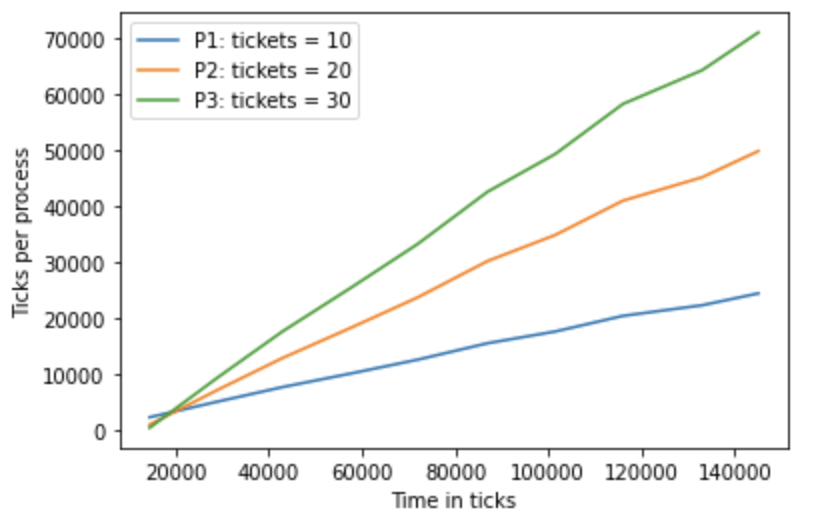 70000
60000
50000
40000
30000
20000
10000
0
Ticks per process
P1: tickets = 10
P2: tickets = 20
P3: tickets = 30
20000 40000 60000 80000 100000 120000 140000
Time in ticks